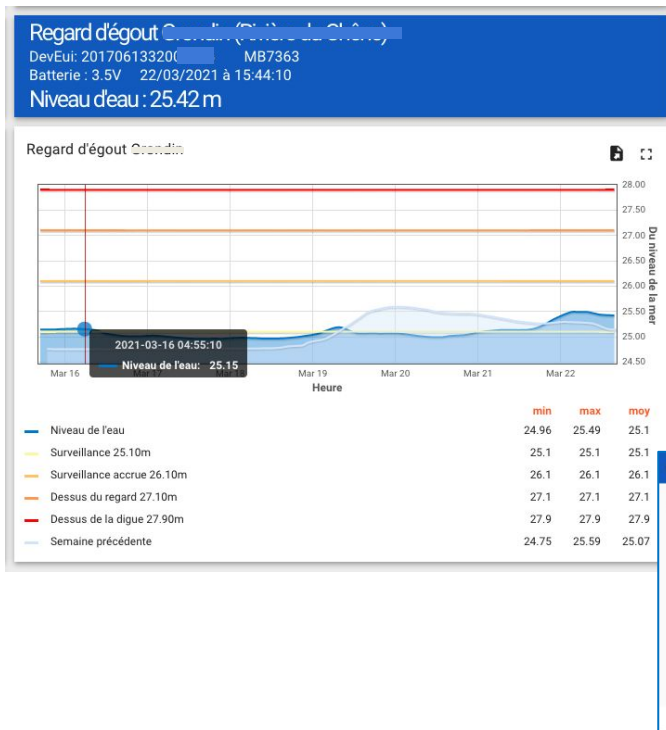 Regard d'égout
DevEui: 20170613320 MB7363
Batterie : 3.5V 22/03/2021 à 15:44:10
Niveau d'eau : 25.42 m
Regard d'égout
28.00
27.50
27.00
26.50
26.00
25.50
25.00
24.50
Du niveau de la mer
2021-03-16 04:55:10
Niveau de l'eau: 25.15
Mar 16 Mar 17 Mar 18 Mar 19 Mar 20 Mar 21 Mar 22
Heure
min max moy
Niveau de l'eau 24.96 25.49 25.1
Surveillance 25.10m 25.1 25.1 25.1
Surveillance accrue 26.10m 26.1 26.1 26.1
Dessus du regard 27.10m 27.1 27.1 27.1
Dessus de la digue 27.90m 27.9 27.9 27.9
Semaine précédente 24.75 25.59 25.07